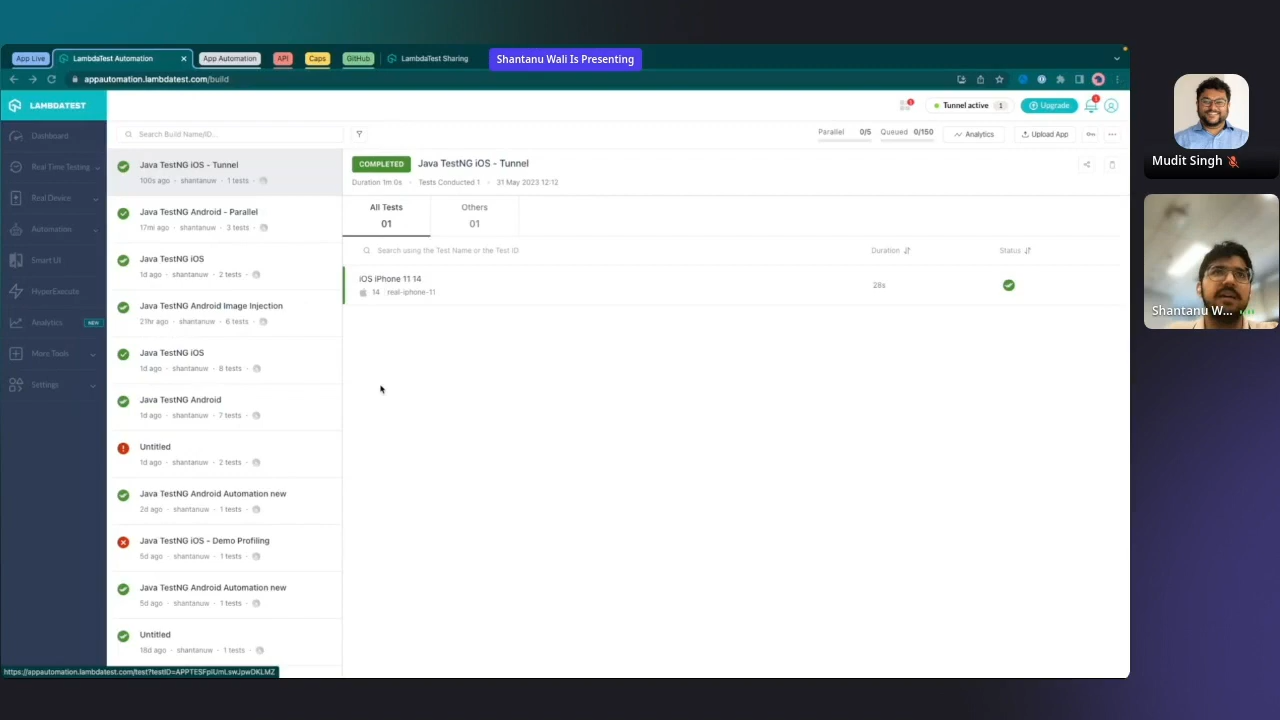 App Live
LambdaTest Automation
App Automation
API
Caps
GitHub
LambdaTest Sharing
Shantanu Wali Is Presenting
appautomation.lambdatest.com/build
LAMBDATEST
Tunnel active 1
Upgrade
Dashboard
Real Time Testing
Real Device
Automation
Smart UI
HyperExecute
Analytics NEW
More Tools
Settings
Search Build Name/ID...
Parallel 0/5 Queued 0/150
Analytics
Upload App
Java TestNG iOS - Tunnel
100s ago · shantanuw · 1 tests
Java TestNG Android - Parallel
17mi ago · shantanuw · 3 tests
Java TestNG iOS
1d ago · shantanuw · 2 tests
Java TestNG Android Image Injection
21hr ago · shantanuw · 6 tests
Java TestNG iOS
1d ago · shantanuw · 8 tests
Java TestNG Android
1d ago · shantanuw · 7 tests
Untitled
1d ago · shantanuw · 2 tests
Java TestNG Android Automation new
2d ago · shantanuw · 1 tests
Java TestNG iOS - Demo Profiling
5d ago · shantanuw · 1 tests
Java TestNG Android Automation new
5d ago · shantanuw · 1 tests
Untitled
18d ago · shantanuw · 1 tests
COMPLETED Java TestNG iOS - Tunnel
Duration 1m 0s · Tests Conducted 1 · 31 May 2023 12:12
All Tests
01
Others
01
Search using the Test Name or the Test ID
Duration
Status
iOS iPhone 11 14
14 · real-iphone-11
28s
Mudit Singh
Shantanu W...